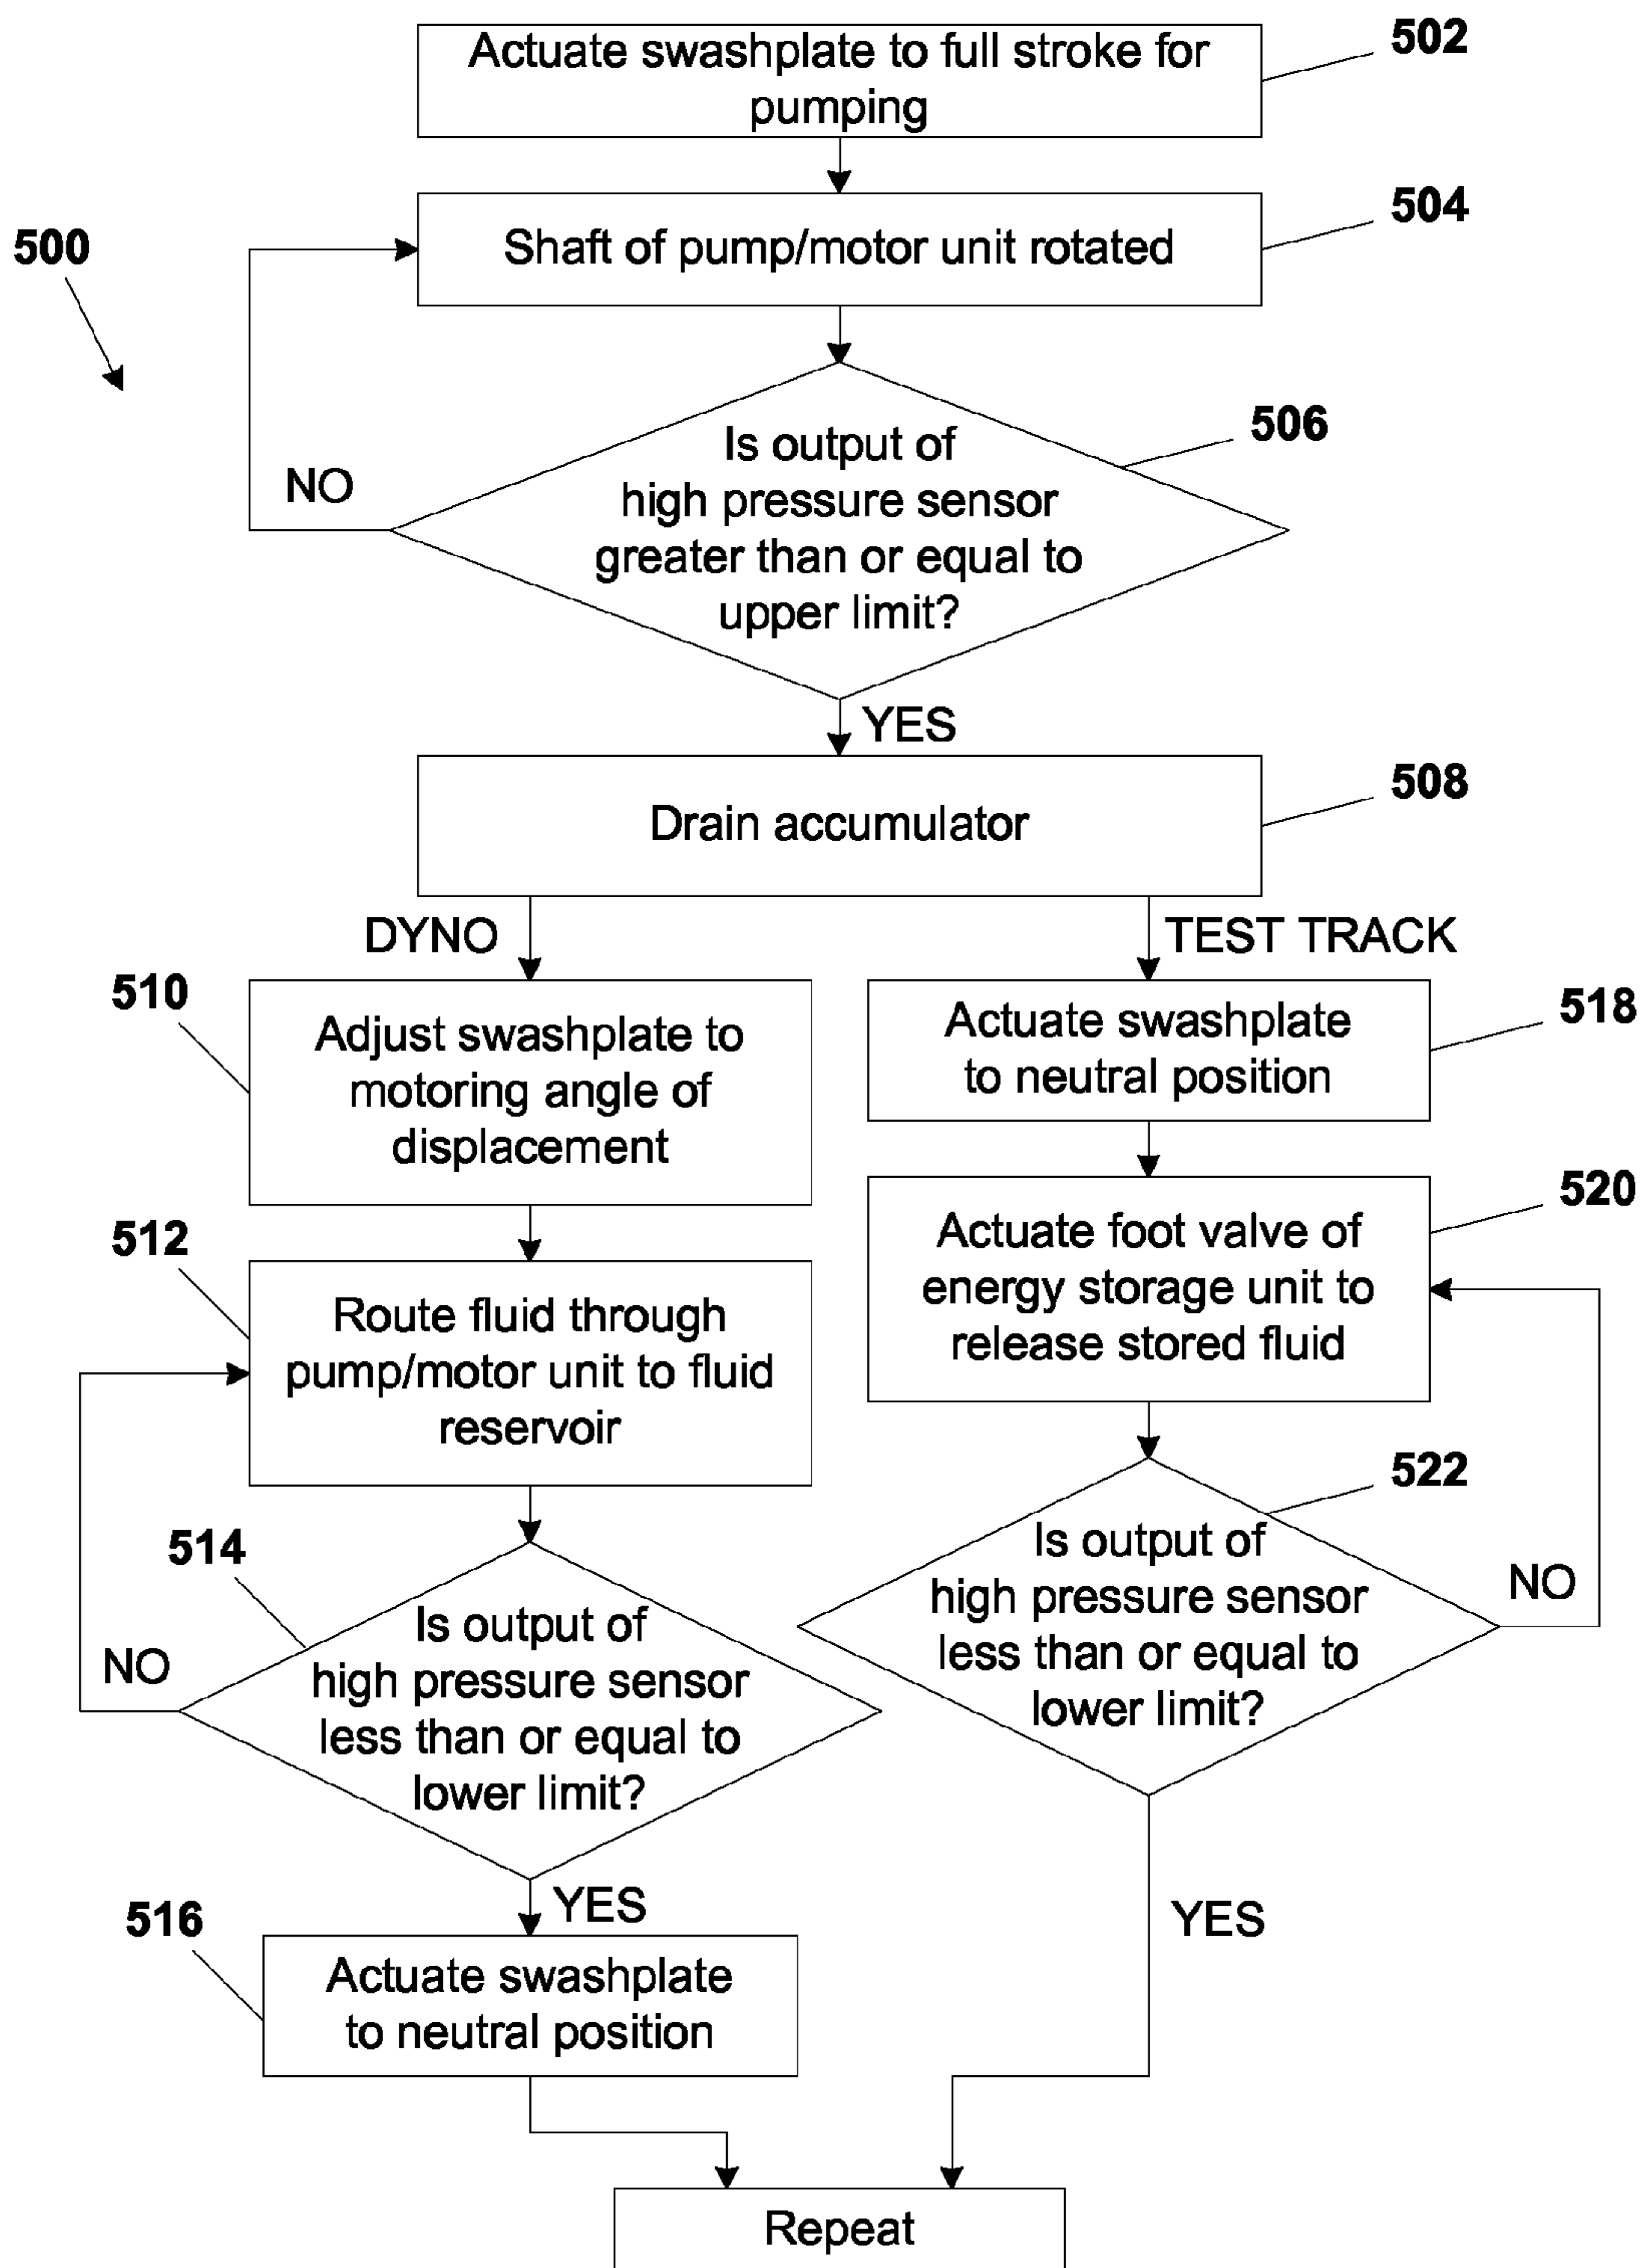 Actuate swashplate to full stroke for
pumping
502
Shaft of pump/motor unit rotated
504
500
Is output of
high pressure sensor
greater than or equal to
upper limit?
506
NO
YES
Drain accumulator
508
DYNO
TEST TRACK
510
Adjust swashplate to
motoring angle of
displacement
Actuate swashplate
to neutral position
518
512
Route fluid through
pump/motor unit to fluid
reservoir
Actuate foot valve of
energy storage unit to
release stored fluid
520
514
Is output of
high pressure sensor
less than or equal to
lower limit?
NO
522
Is output of
high pressure sensor
less than or equal to
lower limit?
NO
YES
YES
516
Actuate swashplate
to neutral position
Repeat